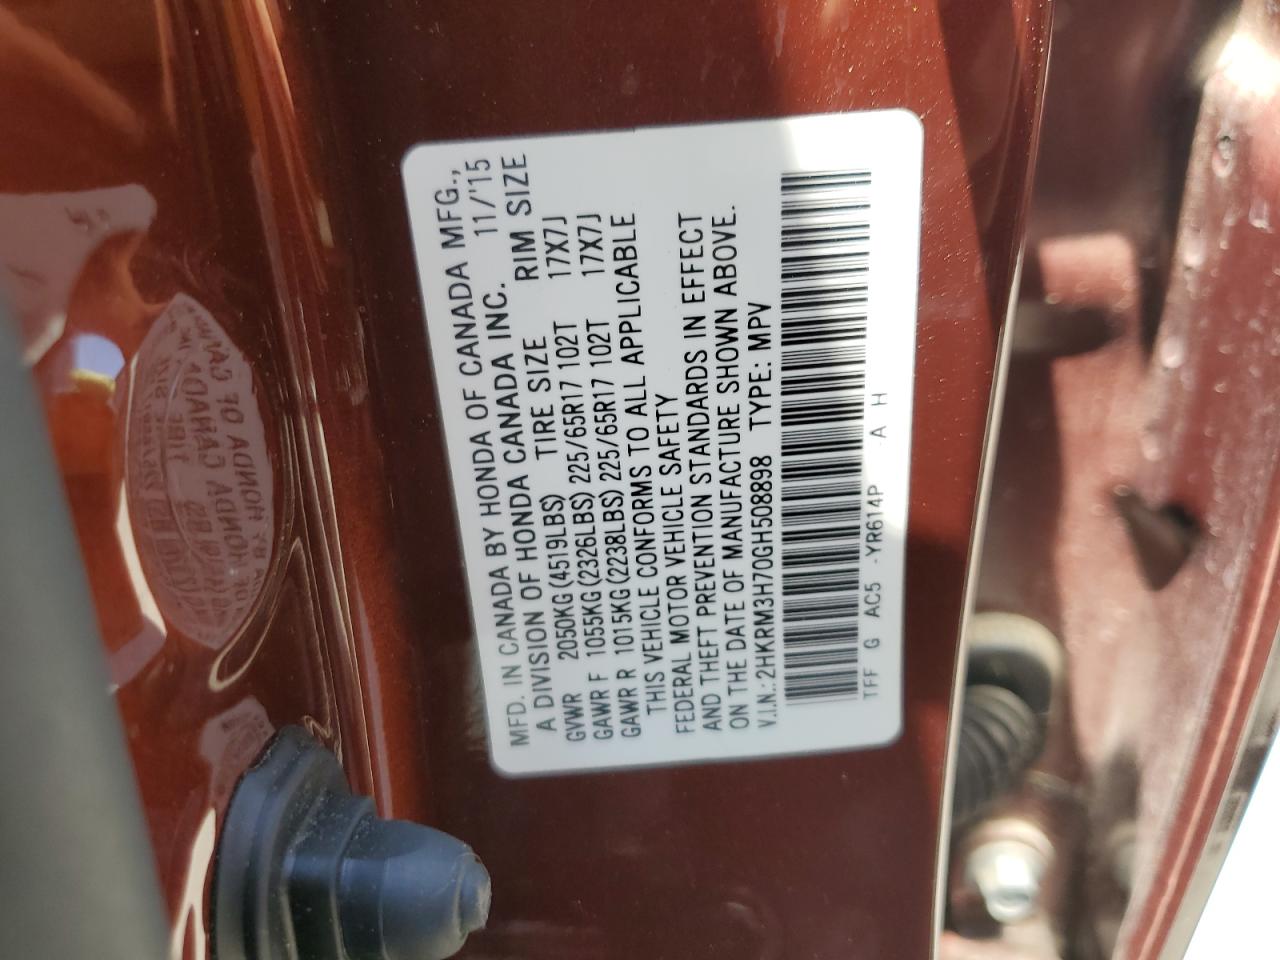 MFD. IN CANADA BY HONDA OF CANADA MFG.,
A DIVISION OF HONDA CANADA INC. 11/'15
GVWR 2050KG (4519LBS) TIRE SIZE RIM SIZE
GAWR F 1055KG (2326LBS) 225/65R17 102T 17X7J
GAWR R 1015KG (2238LBS) 225/65R17 102T 17X7J
THIS VEHICLE CONFORMS TO ALL APPLICABLE
FEDERAL MOTOR VEHICLE SAFETY
AND THEFT PREVENTION STANDARDS IN EFFECT
ON THE DATE OF MANUFACTURE SHOWN ABOVE.
V.I.N.:2HKRM3H70GH508898 TYPE: MPV
TFF G AC5 -YR614P A H